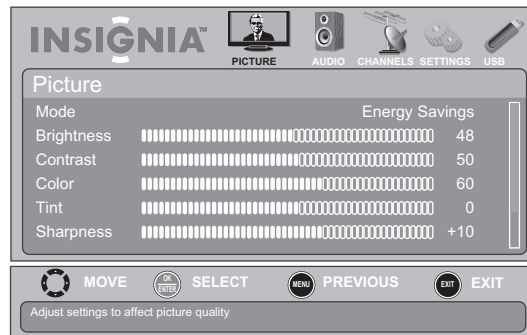 INSIGNIA™
PICTURE AUDIO CHANNELS SETTINGS USB
Picture
Mode Energy Savings
Brightness 48
Contrast 50
Color 60
Tint 0
Sharpness +10
MOVE OK ENTER SELECT MENU PREVIOUS EXIT EXIT
Adjust settings to affect picture quality